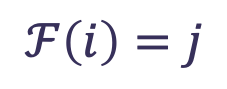 ℱ(i) = j